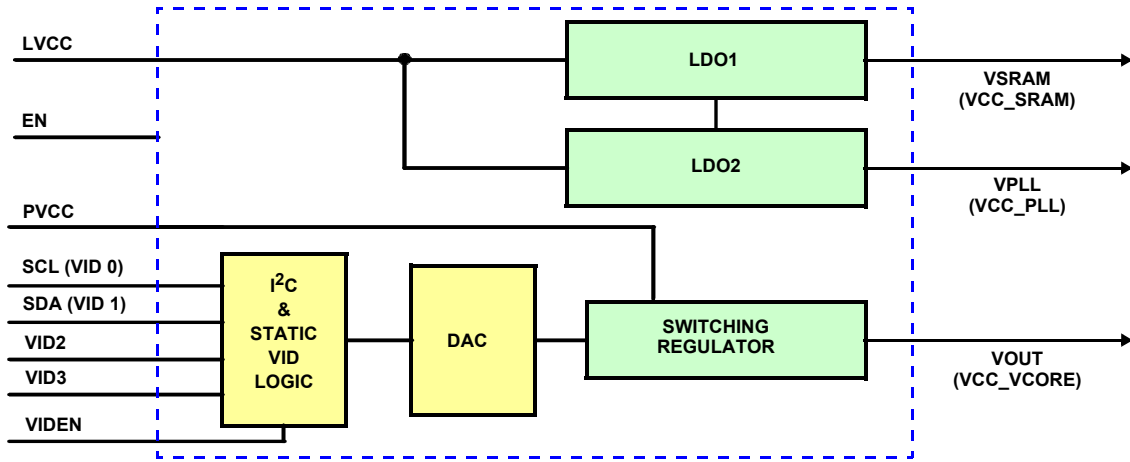 LVCC
LDO1
VSRAM
(VCC_SRAM)
EN
LDO2
VPLL
(VCC_PLL)
PVCC
SCL (VID 0)
SDA (VID 1)
VID2
VID3
VIDEN
I²C
&
STATIC
VID
LOGIC
DAC
SWITCHING
REGULATOR
VOUT
(VCC_VCORE)